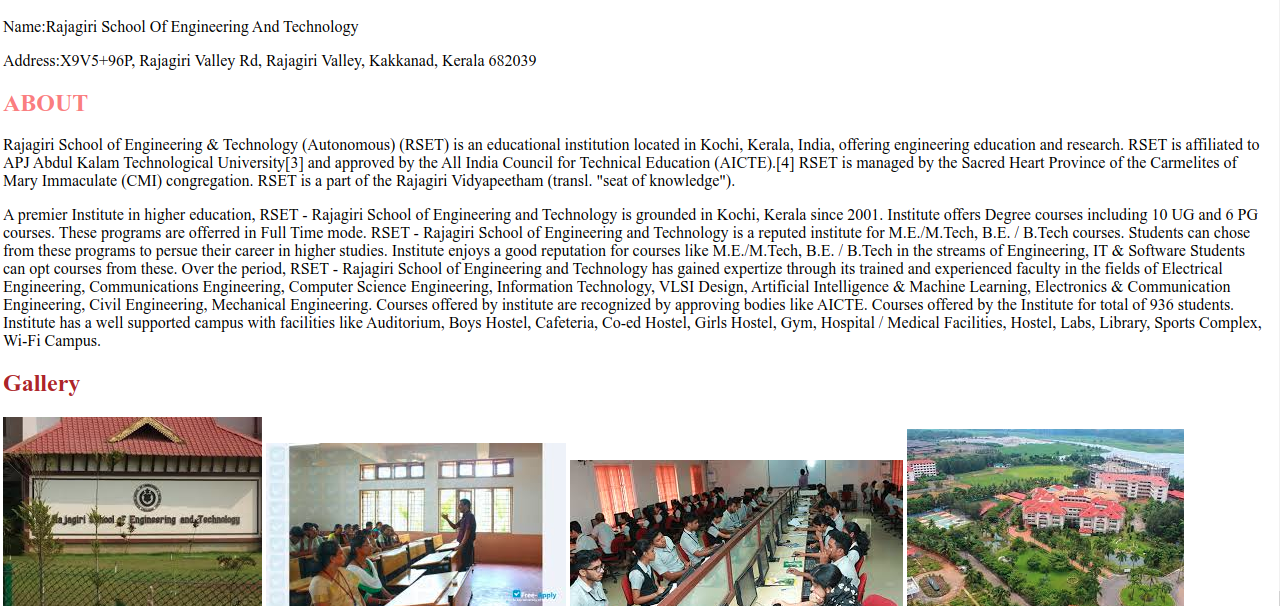 Name:Rajagiri School Of Engineering And Technology
Address:X9V5+96P, Rajagiri Valley Rd, Rajagiri Valley, Kakkanad, Kerala 682039
ABOUT
Rajagiri School of Engineering & Technology (Autonomous) (RSET) is an educational institution located in Kochi, Kerala, India, offering engineering education and research. RSET is affiliated to
APJ Abdul Kalam Technological University[3] and approved by the All India Council for Technical Education (AICTE).[4] RSET is managed by the Sacred Heart Province of the Carmelites of
Mary Immaculate (CMI) congregation. RSET is a part of the Rajagiri Vidyapeetham (transl. "seat of knowledge").
A premier Institute in higher education, RSET - Rajagiri School of Engineering and Technology is grounded in Kochi, Kerala since 2001. Institute offers Degree courses including 10 UG and 6 PG
courses. These programs are offerred in Full Time mode. RSET - Rajagiri School of Engineering and Technology is a reputed institute for M.E./M.Tech, B.E. / B.Tech courses. Students can chose
from these programs to persue their career in higher studies. Institute enjoys a good reputation for courses like M.E./M.Tech, B.E. / B.Tech in the streams of Engineering, IT & Software Students
can opt courses from these. Over the period, RSET - Rajagiri School of Engineering and Technology has gained expertize through its trained and experienced faculty in the fields of Electrical
Engineering, Communications Engineering, Computer Science Engineering, Information Technology, VLSI Design, Artificial Intelligence & Machine Learning, Electronics & Communication
Engineering, Civil Engineering, Mechanical Engineering. Courses offered by institute are recognized by approving bodies like AICTE. Courses offered by the Institute for total of 936 students.
Institute has a well supported campus with facilities like Auditorium, Boys Hostel, Cafeteria, Co-ed Hostel, Girls Hostel, Gym, Hospital / Medical Facilities, Hostel, Labs, Library, Sports Complex,
Wi-Fi Campus.
Gallery
Rajagiri School of Engineering and Technology
Free-Apply